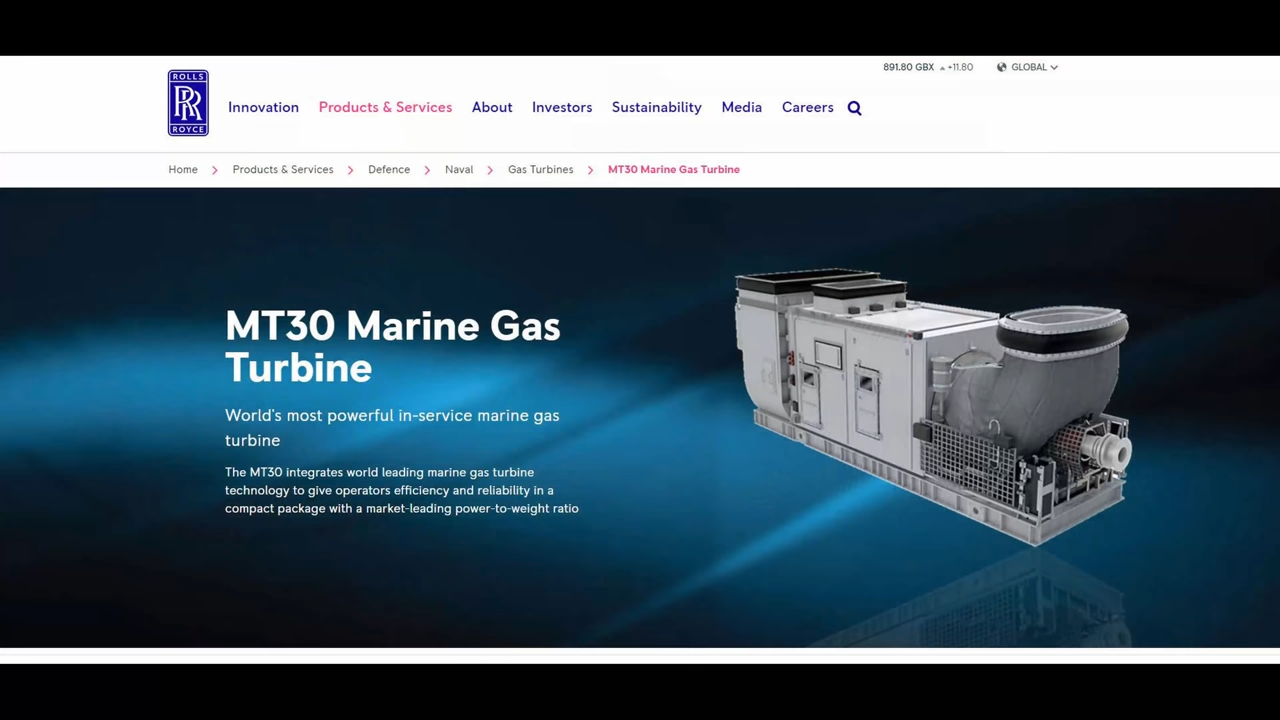 891.80 GBX +11.80 GLOBAL
ROLLS
RR
ROYCE
Innovation Products & Services About Investors Sustainability Media Careers
Home Products & Services Defence Naval Gas Turbines MT30 Marine Gas Turbine
MT30 Marine Gas
Turbine
World's most powerful in-service marine gas
turbine
The MT30 integrates world leading marine gas turbine
technology to give operators efficiency and reliability in a
compact package with a market-leading power-to-weight ratio